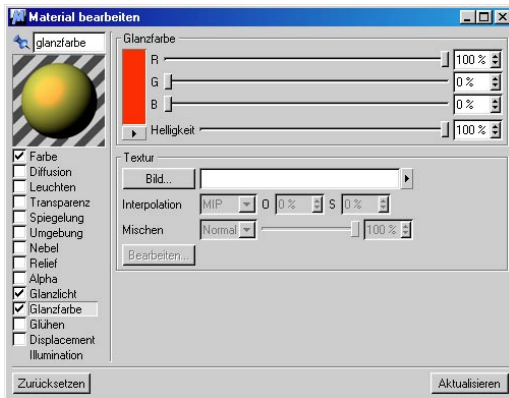 Material bearbeiten
glanzfarbe
Glanzfarbe
R 100 %
G 0 %
B 0 %
Helligkeit 100 %
Farbe
Diffusion
Leuchten
Transparenz
Spiegelung
Umgebung
Nebel
Relief
Alpha
Glanzlicht
Glanzfarbe
Glühen
Displacement
Illumination
Textur
Bild...
Interpolation MIP O 0 % S 0 %
Mischen Normal 100 %
Bearbeiten...
Zurücksetzen
Aktualisieren